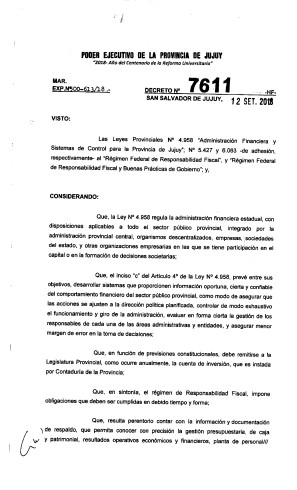 PODER EJECUTIVO DE LA PROVINCIA DE JUJUY
"2018- Año del Centenario de la Reforma Universitaria"
MAR.
EXP.Nº500-613/18.-
DECRETO Nº 7611 -HF-
SAN SALVADOR DE JUJUY, 12 SET. 2018
VISTO:
Las Leyes Provinciales Nº 4.958 "Administración Financiera y
Sistemas de Control para la Provincia de Jujuy"; Nº 5.427 y 6.063 -de adhesión,
respectivamente- al "Régimen Federal de Responsabilidad Fiscal", y "Régimen Federal
de Responsabilidad Fiscal y Buenas Prácticas de Gobierno"; y,
CONSIDERANDO:
Que, la Ley Nº 4.958 regula la administración financiera estadual, con
disposiciones aplicables a todo el sector público provincial, integrado por la
administración provincial central, organismos descentralizados, empresas, sociedades
del estado, y otras organizaciones empresarias en las que se tiene participación en el
capital o en la formación de decisiones societarias;
Que, el inciso "c" del Artículo 4º de la Ley Nº 4.958, prevé entre sus
objetivos, desarrollar sistemas que proporcionen información oportuna, cierta y confiable
del comportamiento financiero del sector público provincial, como modo de asegurar que
las acciones se ajusten a la dirección política planificada, controlar de modo exhaustivo
el funcionamiento y giro de la administración, evaluar en forma cierta la gestión de los
responsables de cada una de las áreas administrativas y entidades, y asegurar menor
margen de error en la toma de decisiones;
Que, en función de previsiones constitucionales, debe remitirse a la
Legislatura Provincial, como ocurre anualmente, la cuenta de inversión, que es instada
por Contaduría de la Provincia;
Que, en sintonía, el régimen de Responsabilidad Fiscal, impone
obligaciones que deben ser cumplidas en debido tiempo y forma;
Que, resulta perentorio contar con la información y documentación
de respaldo, que permita conocer con precisión la gestión presupuestaria, de caja
y patrimonial, resultados operativos económicos y financieros, planta de personal///